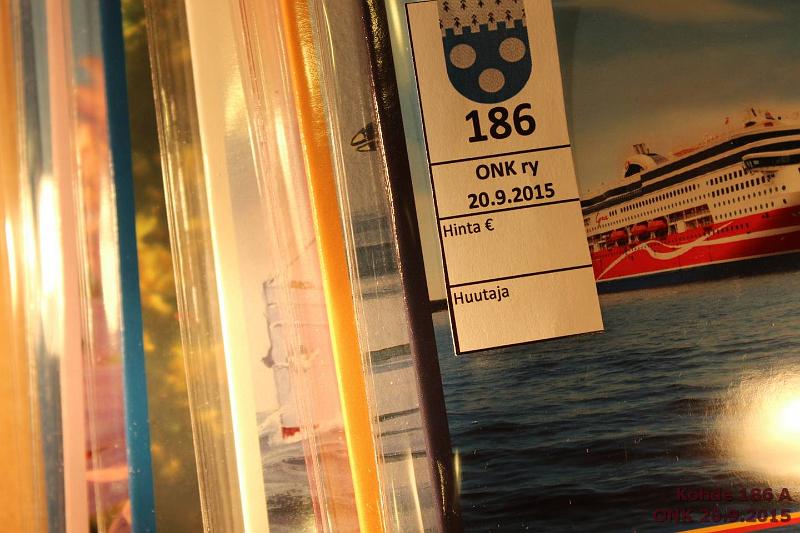 186
ONK ry
20.9.2015
Hinta €
Huutaja
Kohde 186 A
ONK 20.9.2015